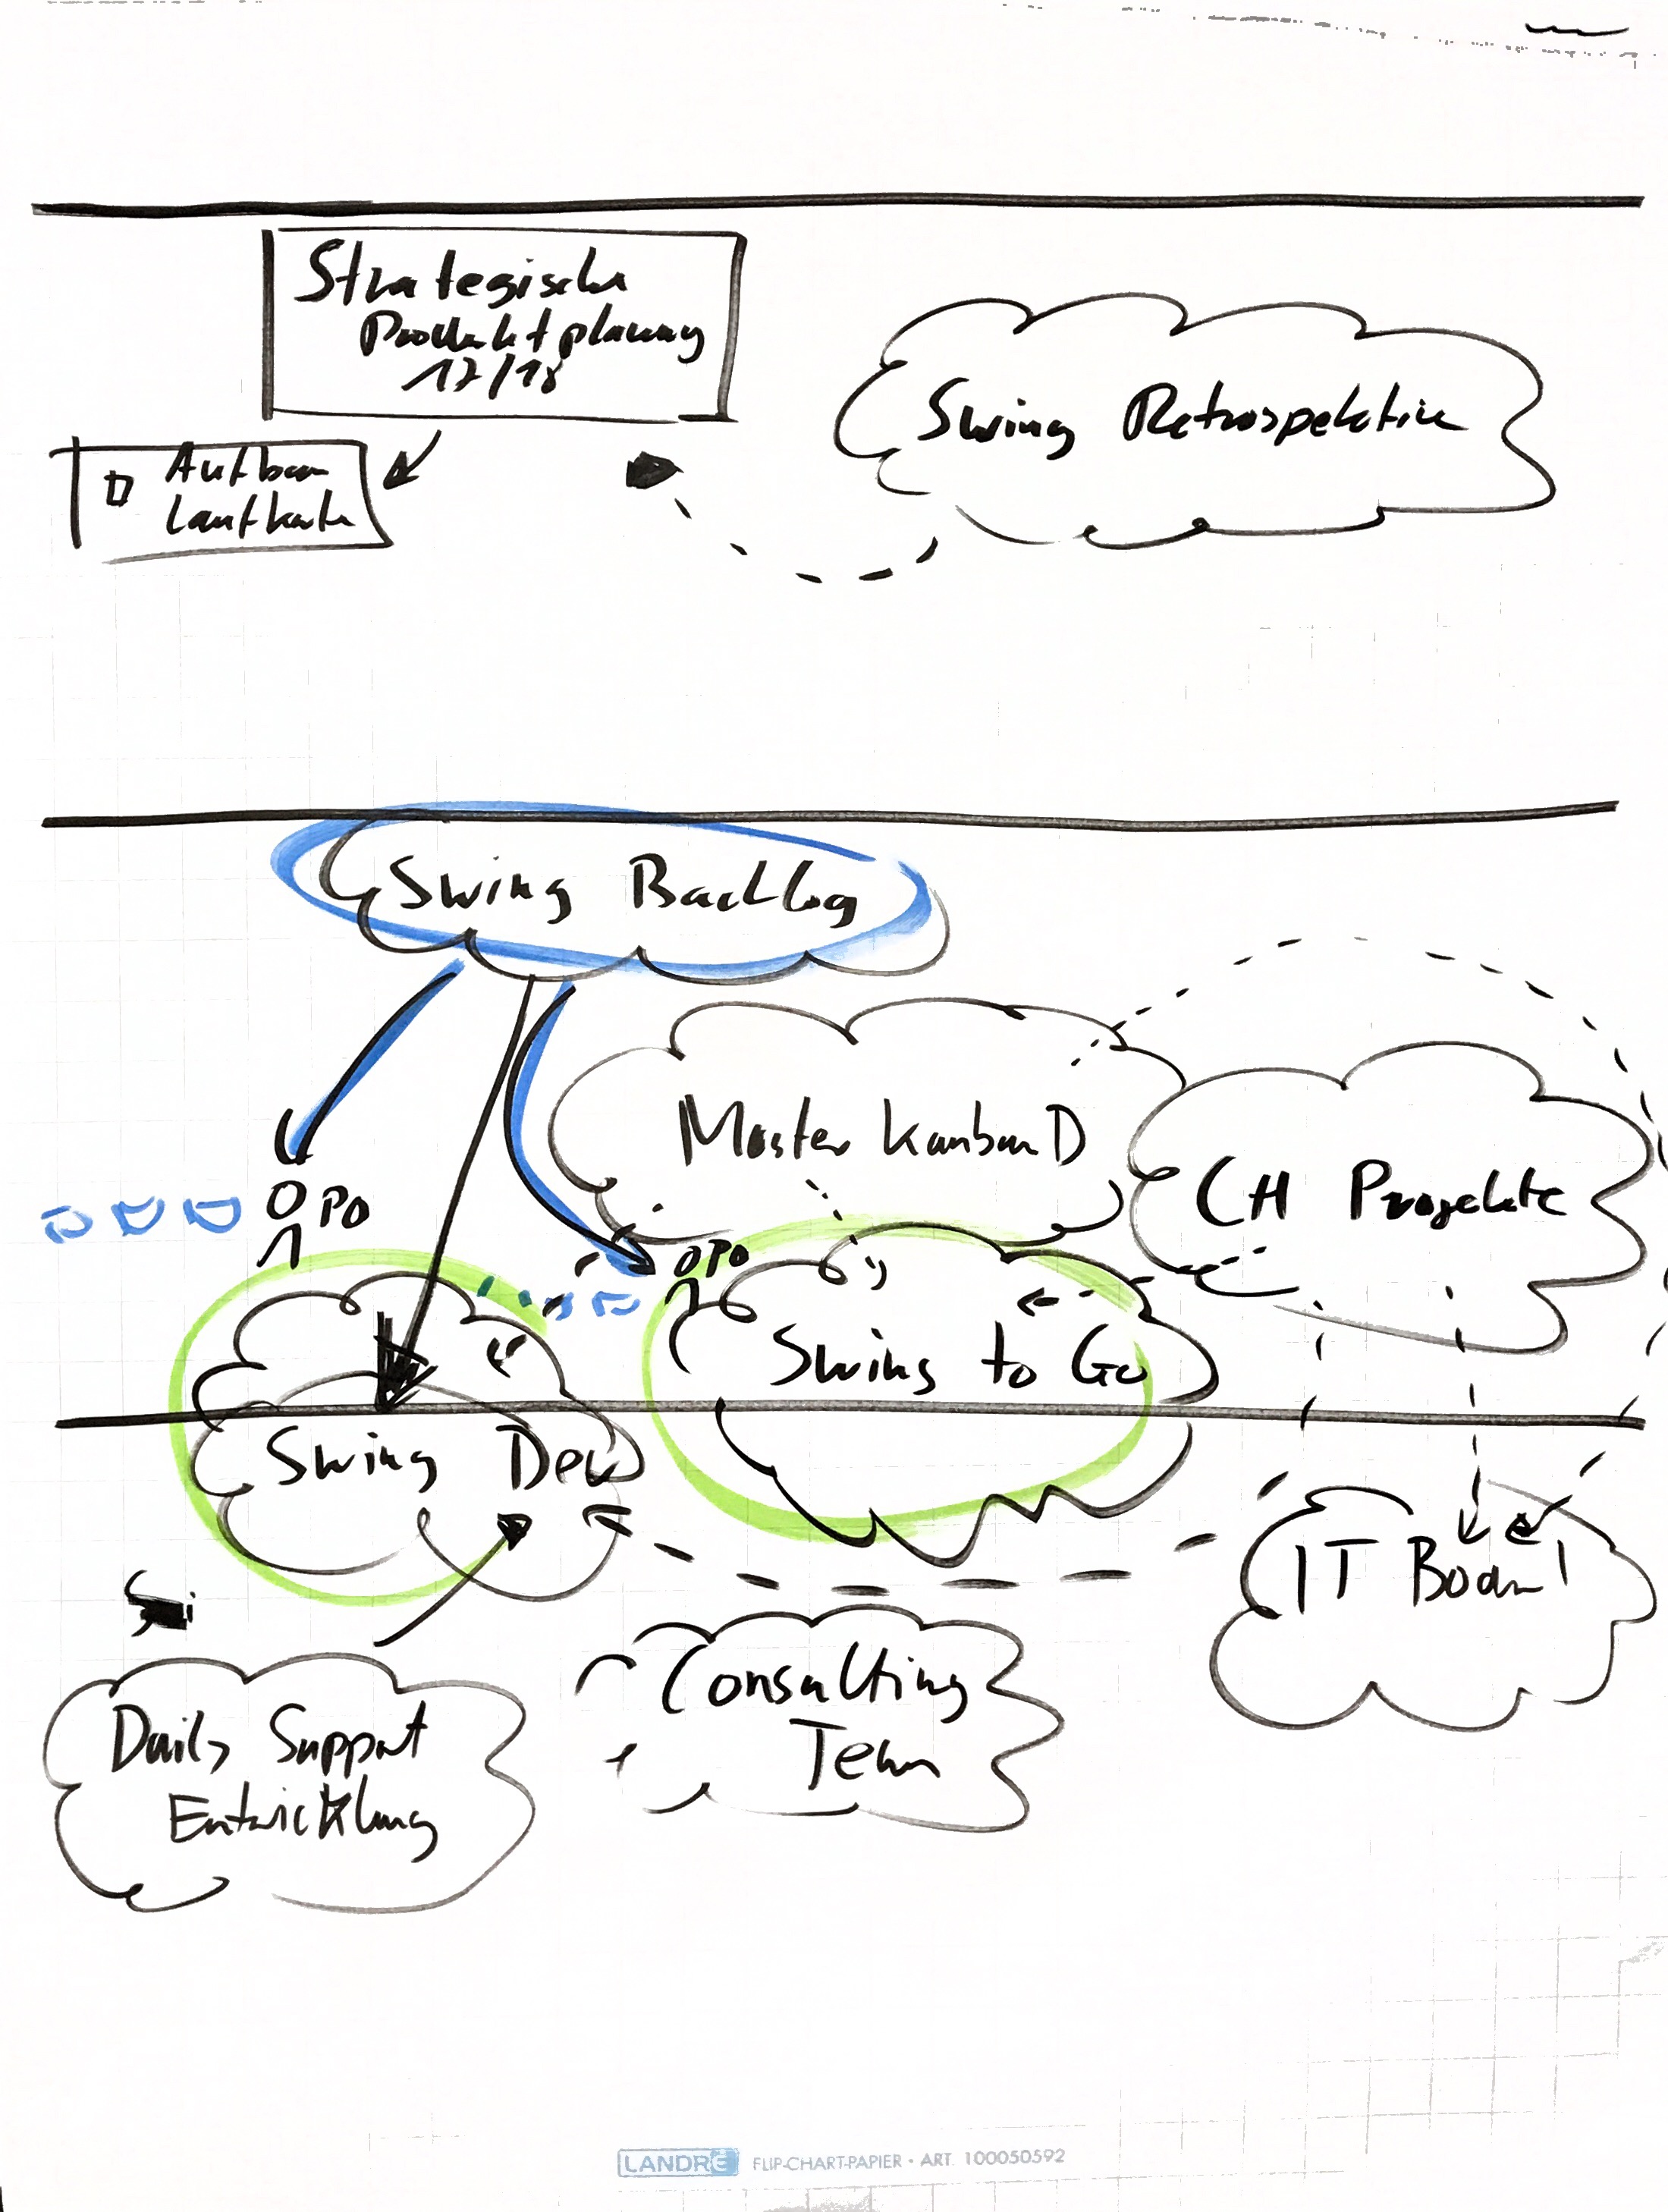 Strategische
Produktplanung
17/18
Swing Retrospektive
Aufbau
Laufkarte
Swing Backlog
Master Kanban D
CH Projekte
PO
PO
Swing to Go
Swing Dev
IT Board
Swi
Consulting
Team
Daily Support
Entwicklung
LANDRÉ FLIP-CHART-PAPIER • ART. 100050592